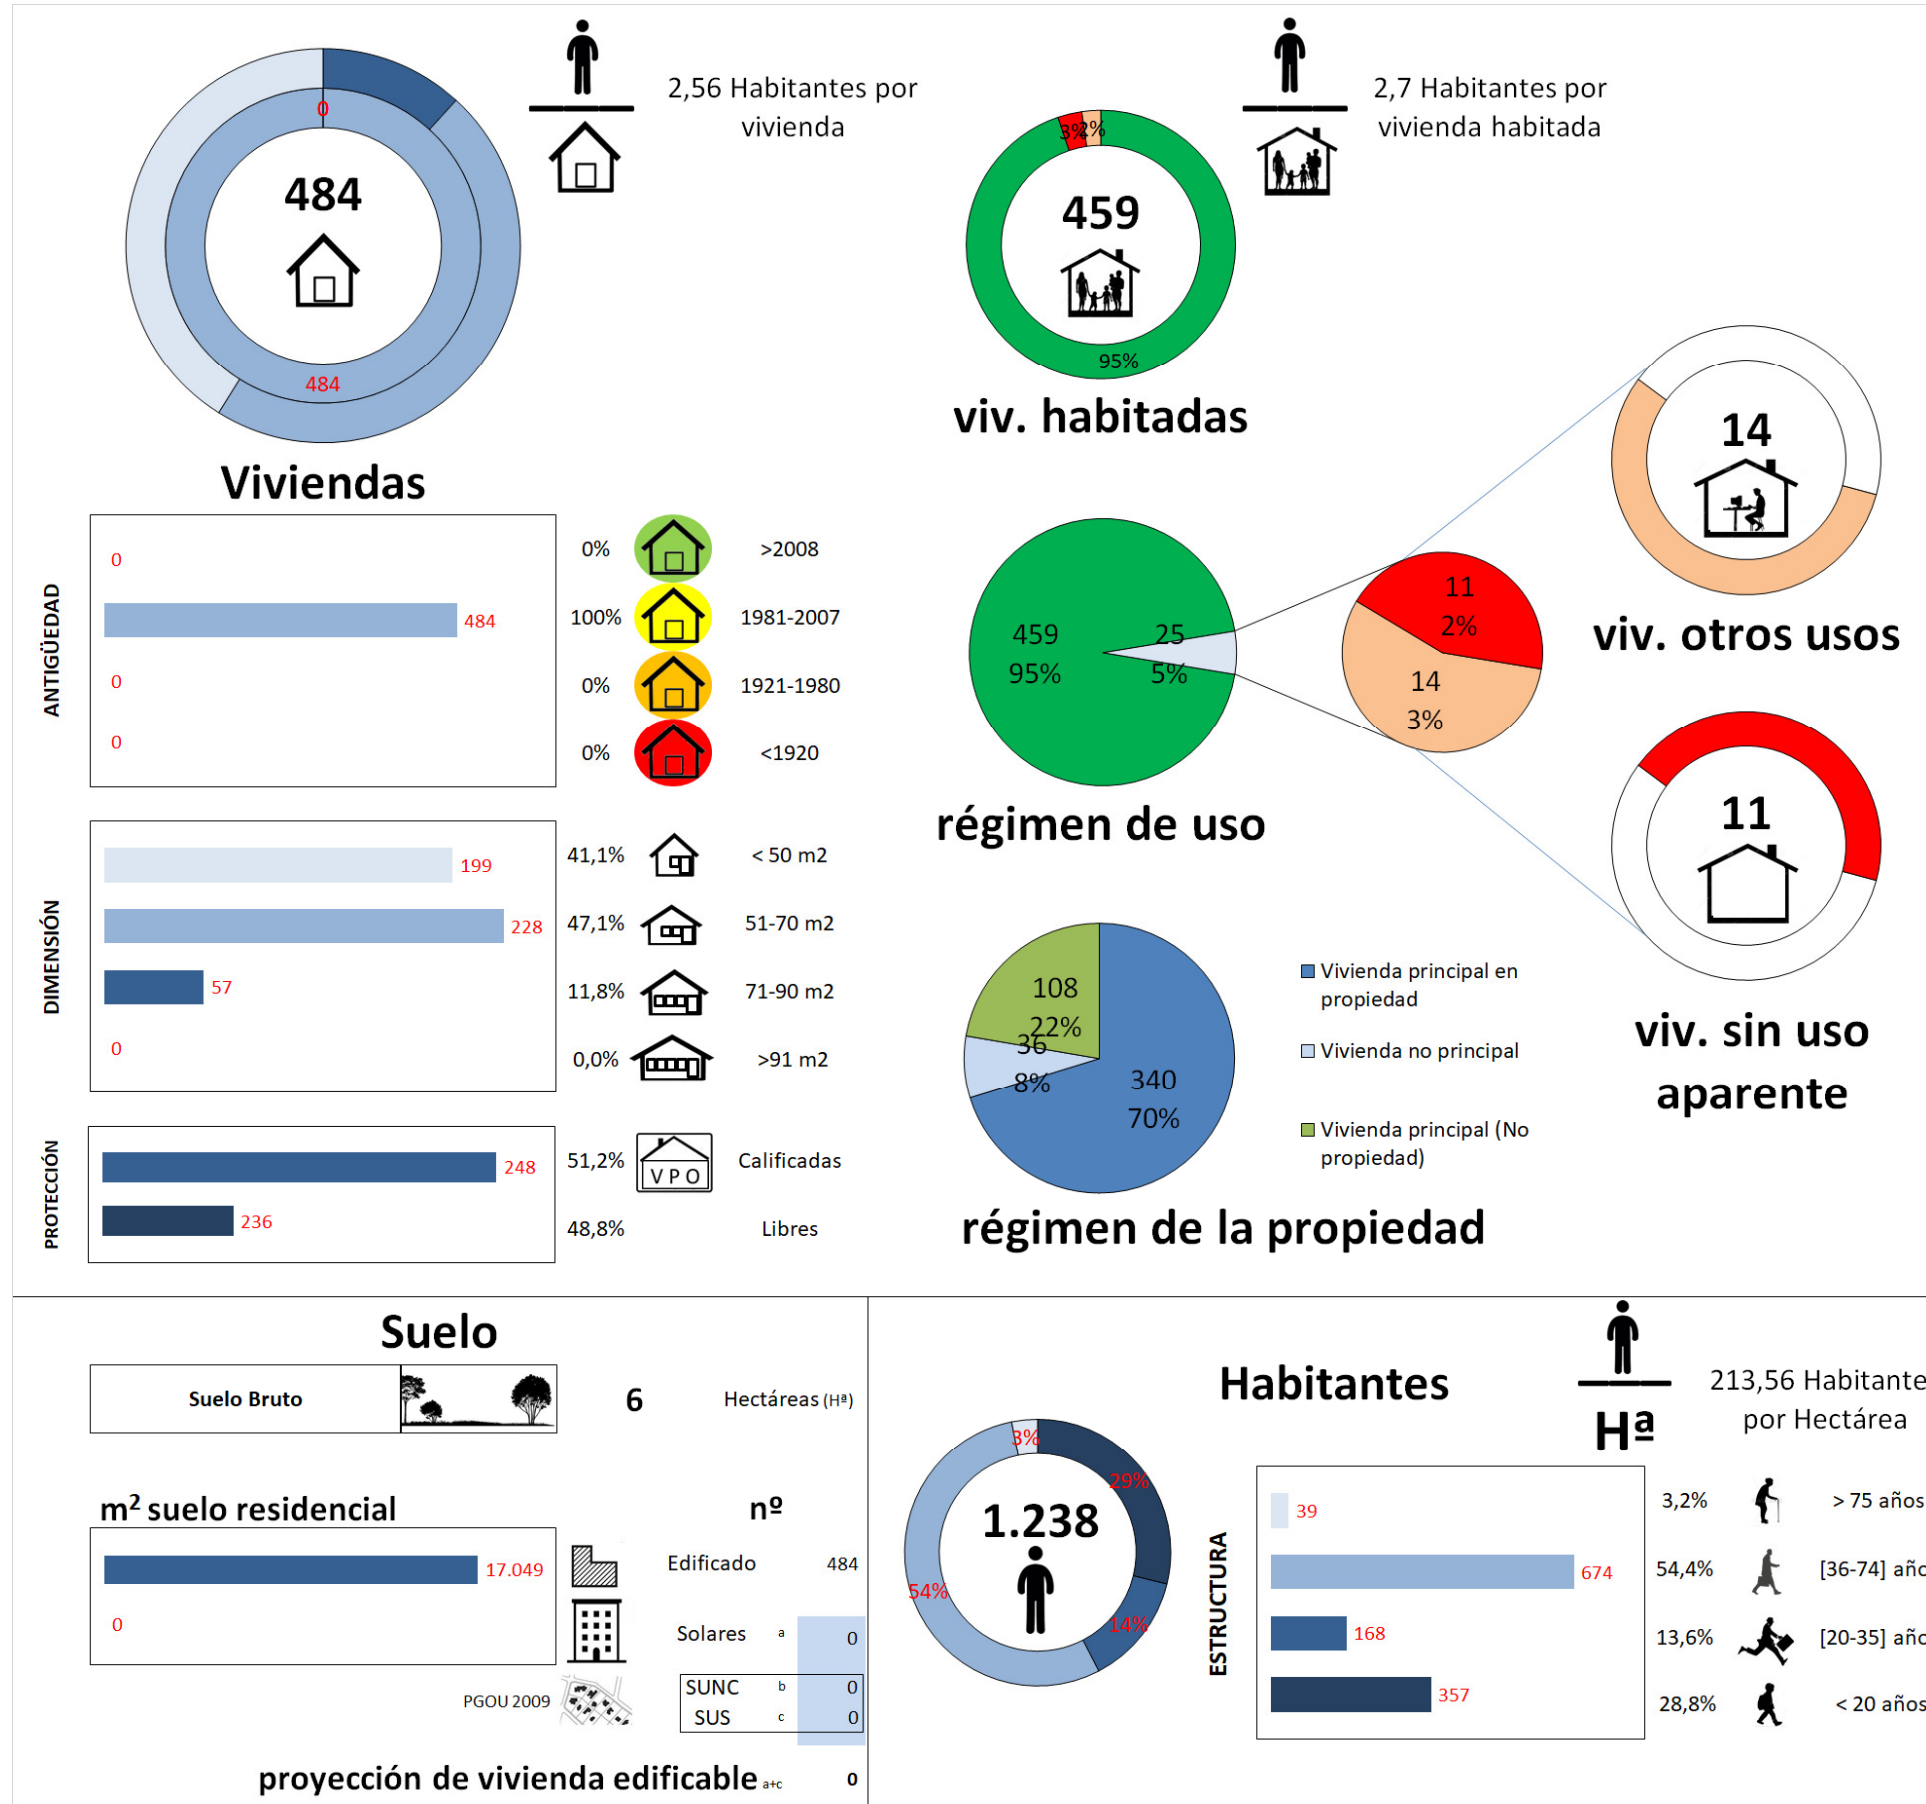 0
484
484
Viviendas
2,56 Habitantes por
vivienda
3%
2%
459
95%
viv. habitadas
2,7 Habitantes por
vivienda habitada
ANTIGÜEDAD
0
0%
>2008
484
100%
1981-2007
0
0%
1921-1980
0
0%
<1920
DIMENSIÓN
199
41,1%
< 50 m2
228
47,1%
51-70 m2
57
11,8%
71-90 m2
0
0,0%
>91 m2
PROTECCIÓN
248
51,2%
VPO
Calificadas
236
48,8%
Libres
459
95%
25
5%
régimen de uso
11
2%
14
3%
14
viv. otros usos
11
viv. sin uso
aparente
108
22%
36
8%
340
70%
Vivienda principal en
propiedad
Vivienda no principal
Vivienda principal (No
propiedad)
régimen de la propiedad
Suelo
Suelo Bruto
6
Hectáreas (Hª)
m² suelo residencial
nº
17.049
Edificado
484
0
Solares
a
0
PGOU 2009
SUNC
b
0
SUS
c
0
proyección de vivienda edificable a+c
0
Habitantes
Hª
213,56 Habitante
por Hectárea
3%
29%
1.238
54%
14%
ESTRUCTURA
39
3,2%
> 75 años
674
54,4%
[36-74] año
168
13,6%
[20-35] año
357
28,8%
< 20 años